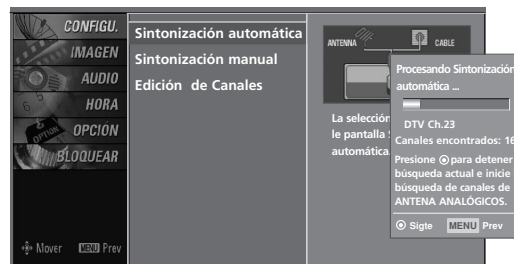 CONFIGU.
IMAGEN
AUDIO
HORA
OPCIÓN
BLOQUEAR
Mover MENU Prev
Sintonización automática
Sintonización manual
Edición de Canales
ANTENNA
CABLE
La selección
le pantalla
automática.
Procesando Sintonización
automática ...
DTV Ch.23
Canales encontrados: 16
Presione para detener
búsqueda actual e inicie
búsqueda de canales de
ANTENA ANALÓGICOS.
Sigte MENU Prev